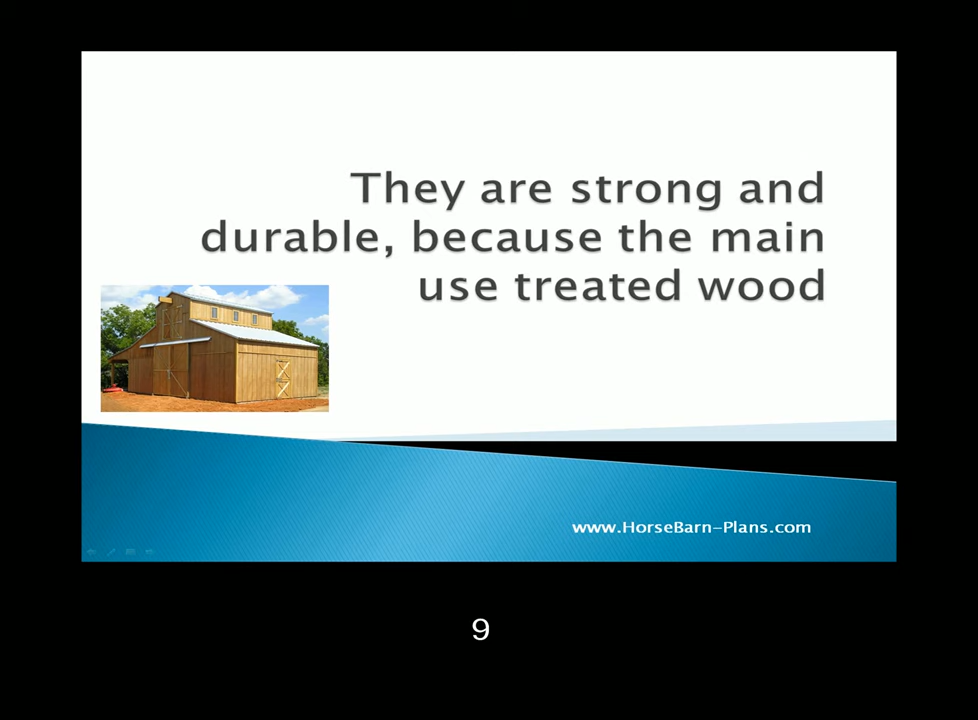 They are strong and
durable, because the main
use treated wood
www.HorseBarn-Plans.com
9